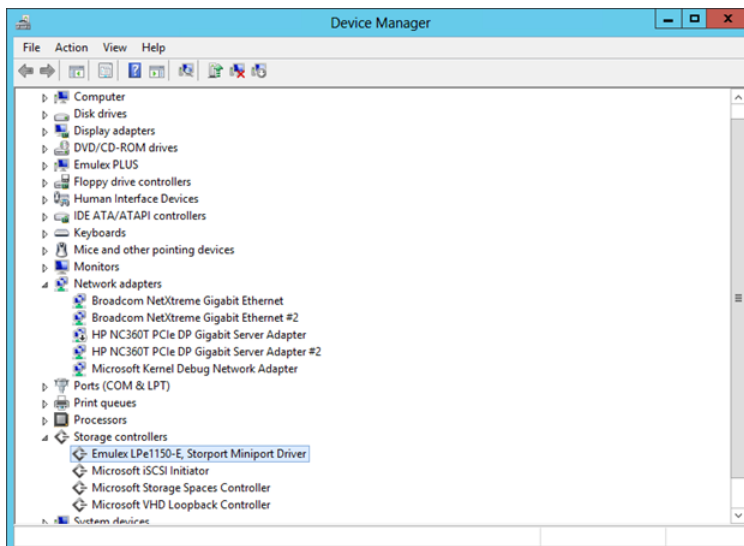 Device Manager
File Action View Help
Computer
Disk drives
Display adapters
DVD/CD-ROM drives
Emulex PLUS
Floppy drive controllers
Human Interface Devices
IDE ATA/ATAPI controllers
Keyboards
Mice and other pointing devices
Monitors
Network adapters
Broadcom NetXtreme Gigabit Ethernet
Broadcom NetXtreme Gigabit Ethernet #2
HP NC360T PCIe DP Gigabit Server Adapter
HP NC360T PCIe DP Gigabit Server Adapter #2
Microsoft Kernel Debug Network Adapter
Ports (COM & LPT)
Print queues
Processors
Storage controllers
Emulex LPe1150-E, Storport Miniport Driver
Microsoft iSCSI Initiator
Microsoft Storage Spaces Controller
Microsoft VHD Loopback Controller
System devices